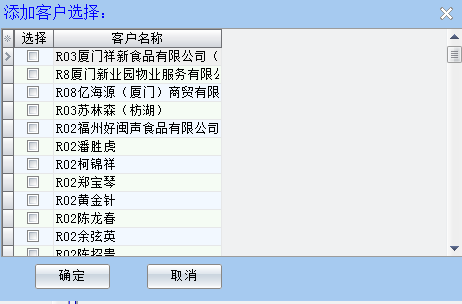 添加客户选择：
选择 客户名称
R03厦门祥新食品有限公司（
R8厦门新业园物业服务有限公
R08亿海源（厦门）商贸有限
R03苏林森（枋湖）
R02福州好闽声食品有限公司
R02潘胜虎
R02柯锦祥
R02郑宝琴
R02黄金针
R02陈龙春
R02余弦英
R02陈招贵
确定 取消